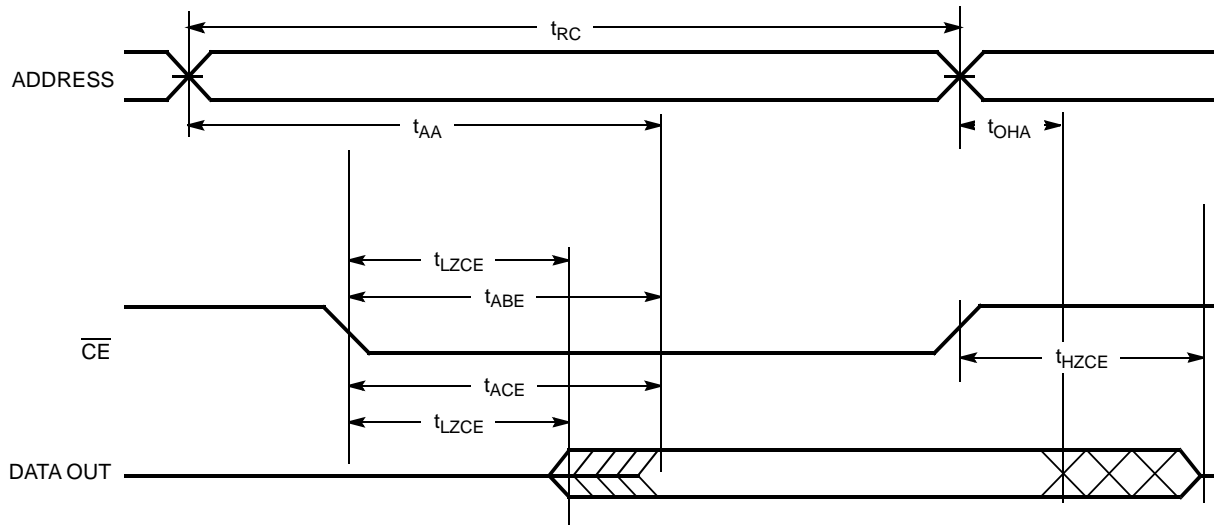 tRC
ADDRESS
tAA
tOHA
tLZCE
tABE
CE
tHZCE
tACE
tLZCE
DATA OUT